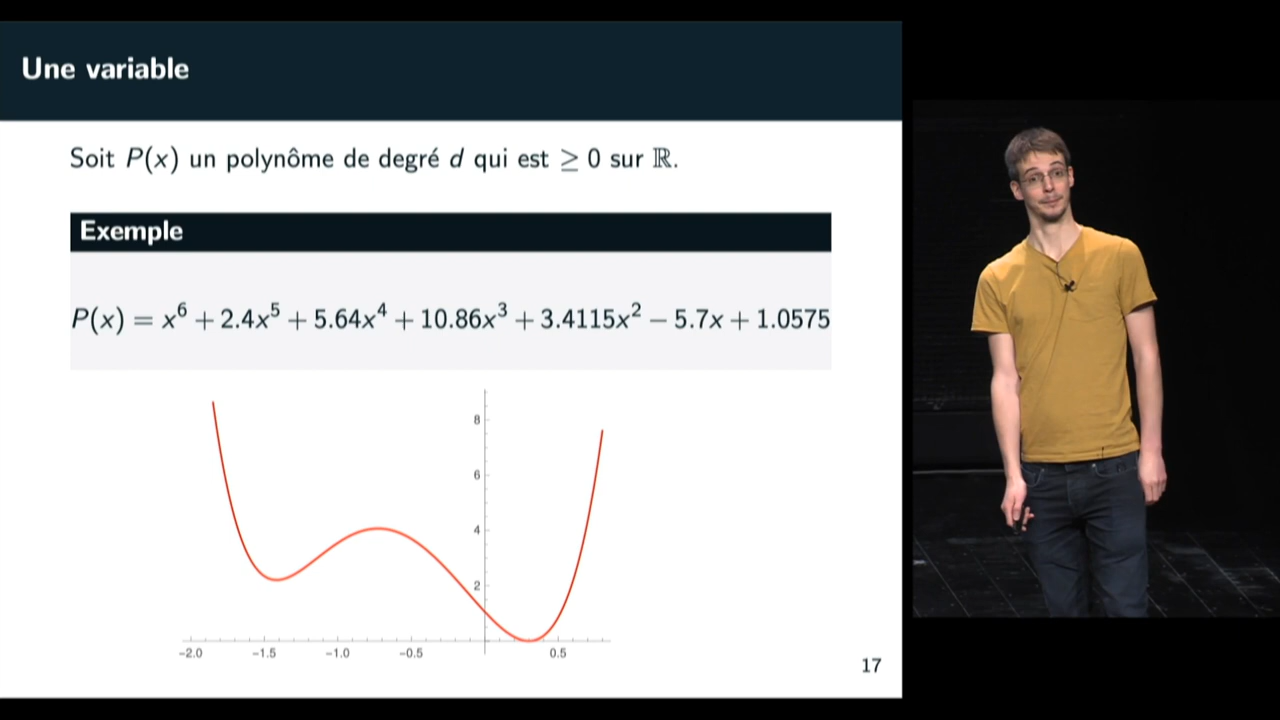 Une variable
Soit P(x) un polynôme de degré d qui est ≥ 0 sur ℝ.
Exemple
P(x) = x⁶ + 2.4x⁵ + 5.64x⁴ + 10.86x³ + 3.4115x² − 5.7x + 1.0575
8
6
4
2
−2.0 −1.5 −1.0 −0.5 0.5
17